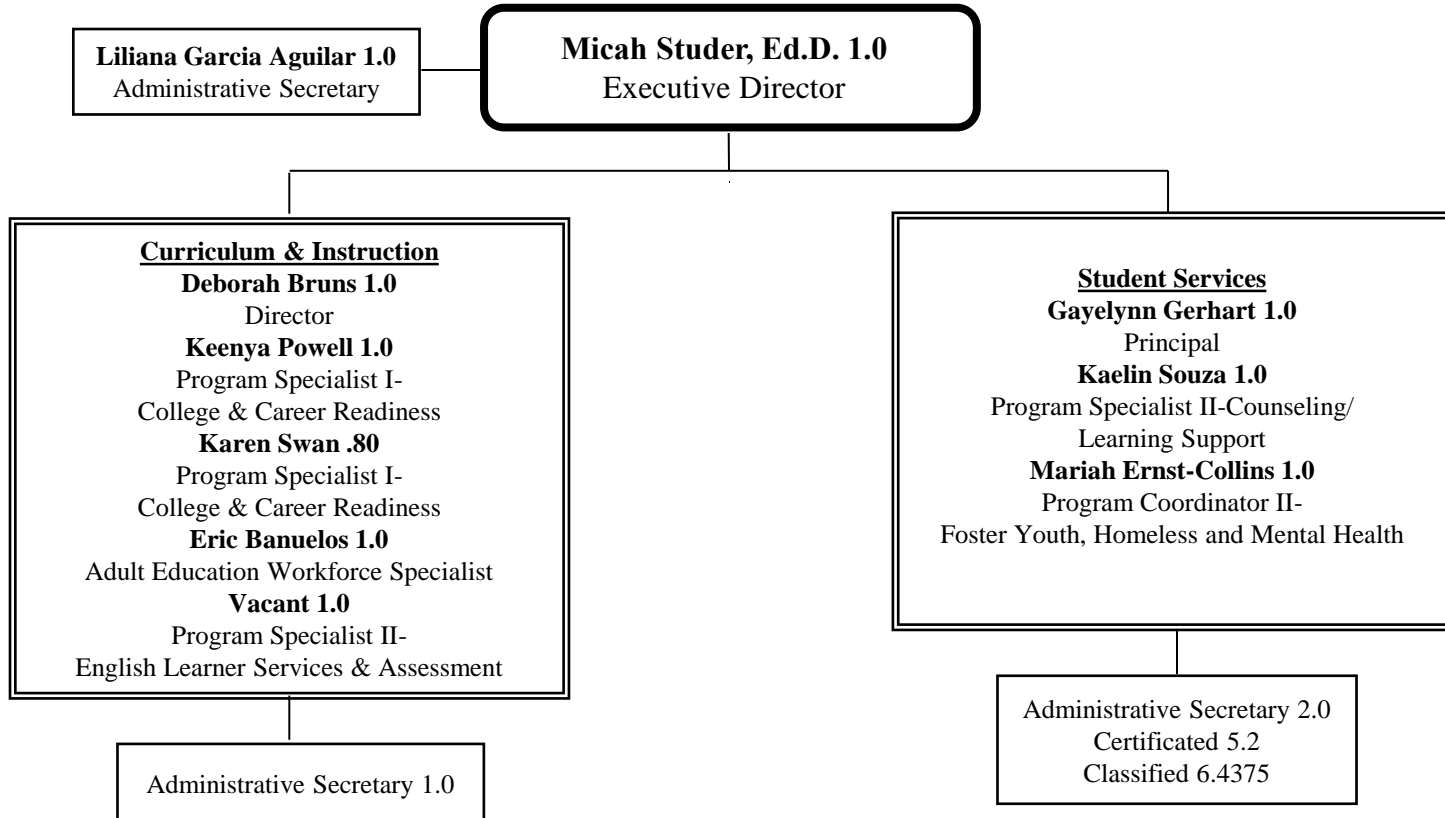 Liliana Garcia Aguilar 1.0
Administrative Secretary
Micah Studer, Ed.D. 1.0
Executive Director
Curriculum & Instruction
Deborah Bruns 1.0
Director
Keenya Powell 1.0
Program Specialist I-
College & Career Readiness
Karen Swan .80
Program Specialist I-
College & Career Readiness
Eric Banuelos 1.0
Adult Education Workforce Specialist
Vacant 1.0
Program Specialist II-
English Learner Services & Assessment
Administrative Secretary 1.0
Student Services
Gayelynn Gerhart 1.0
Principal
Kaelin Souza 1.0
Program Specialist II-Counseling/
Learning Support
Mariah Ernst-Collins 1.0
Program Coordinator II-
Foster Youth, Homeless and Mental Health
Administrative Secretary 2.0
Certificated 5.2
Classified 6.4375